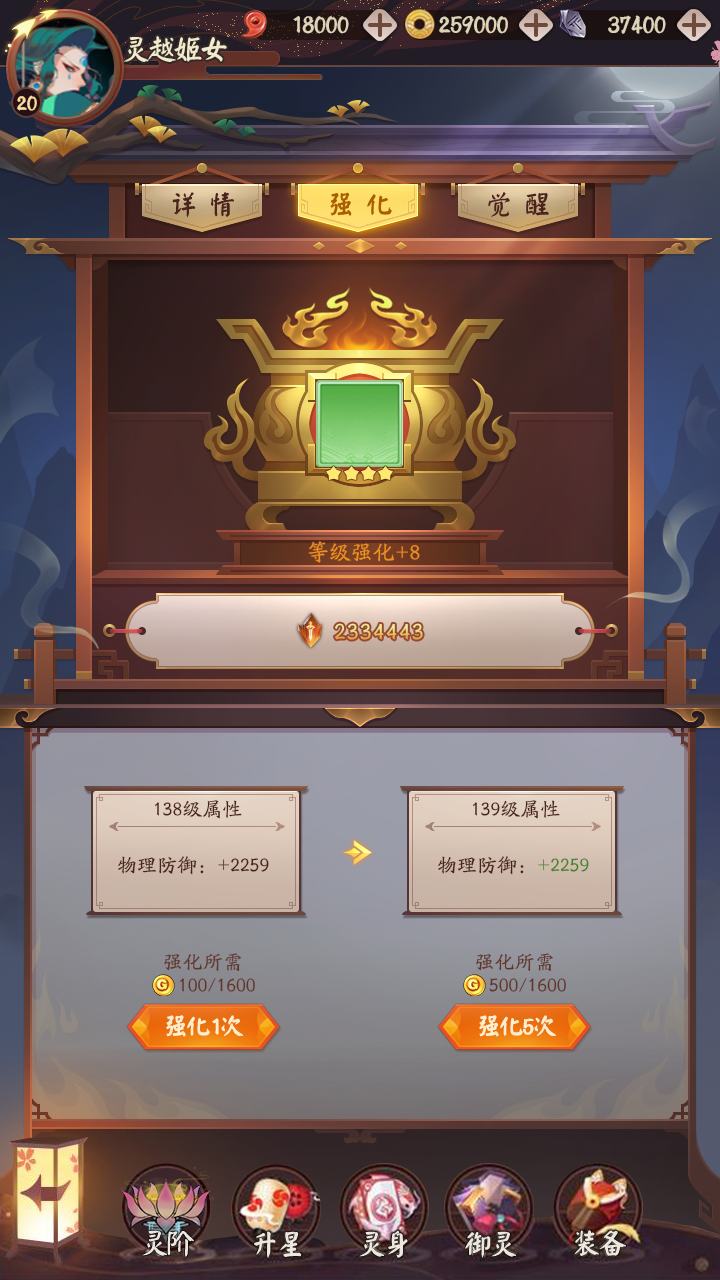 18000 259000 37400
灵越姬女
20
详情 强化 觉醒
等级强化+8
2334443
138级属性 139级属性
物理防御：+2259 物理防御：+2259
强化所需 强化所需
G 100/1600 G 500/1600
强化1次 强化5次
灵阶 升星 灵身 御灵 装备